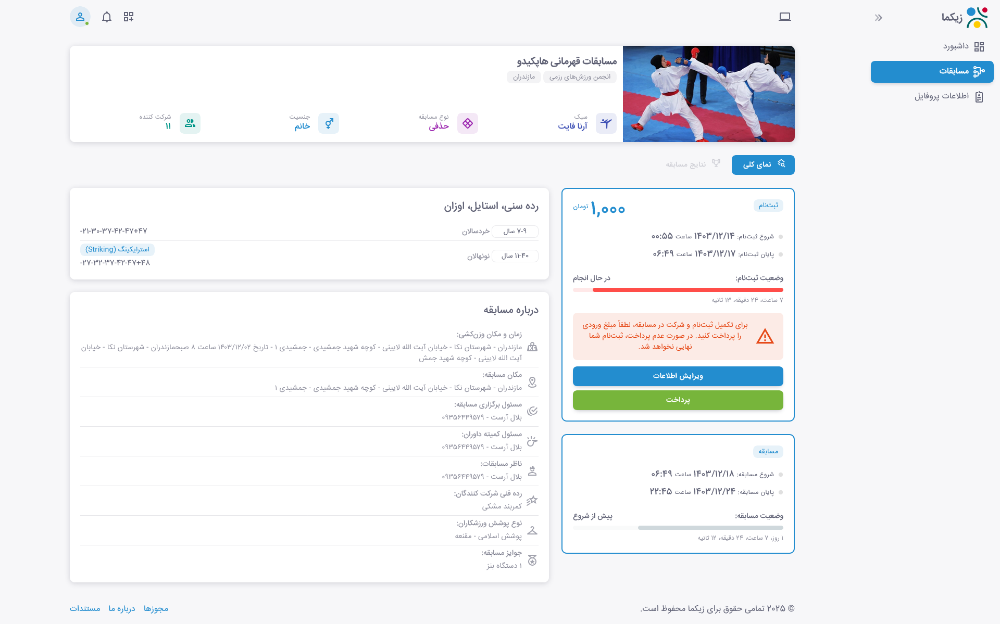 زیکما
داشبورد
مسابقات
اطلاعات پروفایل
مسابقات قهرمانی هاپکیدو
انجمن ورزش‌های رزمی
مازندران
سبک
آرنا فایت
نوع مسابقه
حذفی
جنسیت
خانم
شرکت کننده
۱۱
نمای کلی
نتایج مسابقه
ثبت‌نام
۱,۰۰۰ تومان
شروع ثبت‌نام: ۱۴۰۳/۱۲/۱۴ ساعت ۰۰:۵۵
پایان ثبت‌نام: ۱۴۰۳/۱۲/۱۷ ساعت ۰۶:۴۹
وضعیت ثبت‌نام: در حال انجام
۷ ساعت، ۲۴ دقیقه، ۱۳ ثانیه
برای تکمیل ثبت‌نام و شرکت در مسابقه، لطفاً مبلغ ورودی
را پرداخت کنید. در صورت عدم پرداخت، ثبت‌نام شما
نهایی نخواهد شد.
ویرایش اطلاعات
پرداخت
مسابقه
شروع مسابقه: ۱۴۰۳/۱۲/۱۸ ساعت ۰۶:۴۹
پایان مسابقه: ۱۴۰۳/۱۲/۲۴ ساعت ۲۲:۴۵
وضعیت مسابقه: پیش از شروع
۱ روز، ۷ ساعت، ۲۴ دقیقه، ۱۲ ثانیه
رده سنی، استایل، اوزان
۷-۹ سال خردسالان
-۲۱-۳۰-۳۷-۴۲-۴۷+۴۷
۱۱-۴۰ سال نونهالان
استرایکینگ (Striking)
-۲۷-۳۲-۳۷-۴۲-۴۷+۴۸
درباره مسابقه
زمان و مکان وزن‌کشی:
مازندران - شهرستان نکا - خیابان آیت الله لایینی - کوچه شهید جمشیدی - جمشیدی ۱ - تاریخ ۱۴۰۳/۱۲/۰۲ ساعت ۸ صبحمازندران - شهرستان نکا - خیابان
آیت الله لایینی - کوچه شهید جمش
مکان مسابقه:
مازندران - شهرستان نکا - خیابان آیت الله لایینی - کوچه شهید جمشیدی - جمشیدی ۱
مسئول برگزاری مسابقه:
بلال آرست - ۰۹۳۵۶۴۴۹۵۷۹
مسئول کمیته داوران:
بلال آرست - ۰۹۳۵۶۴۴۹۵۷۹
ناظر مسابقات:
بلال آرست - ۰۹۳۵۶۴۴۹۵۷۹
رده فنی شرکت کنندگان:
کمربند مشکی
نوع پوشش ورزشکاران:
پوشش اسلامی - مقنعه
جوایز مسابقه:
۱ دستگاه بنز
© ۲۰۲۵ تمامی حقوق برای زیکما محفوظ است.
مجوزها
درباره ما
مستندات